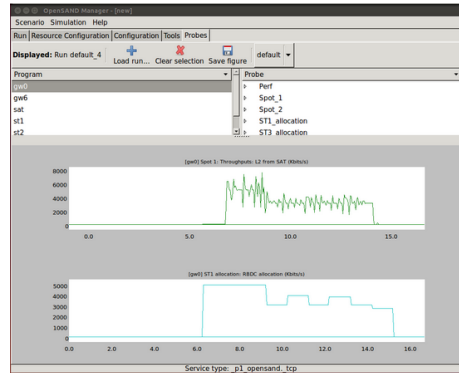 OpenSAND Manager - [new]
Scenario Simulation Help
Run Resource Configuration Configuration Tools Probes
Displayed: Run default_4 Load run... Clear selection Save figure default
Program Probe
gw0 Perf
gw6 Spot_1
sat Spot_2
st1 ST1_allocation
st2 ST3_allocation
[gw0] Spot 1: Throughputs: L2 from SAT (Kbits/s)
8000
6000
4000
2000
0
0.0 5.0 10.0 15.0
[gw0] ST1 allocation: RBDC allocation (Kbits/s)
5000
4000
3000
2000
1000
0
0.0 2.0 4.0 6.0 8.0 10.0 12.0 14.0 16.0
Service type: _p1_opensand._tcp